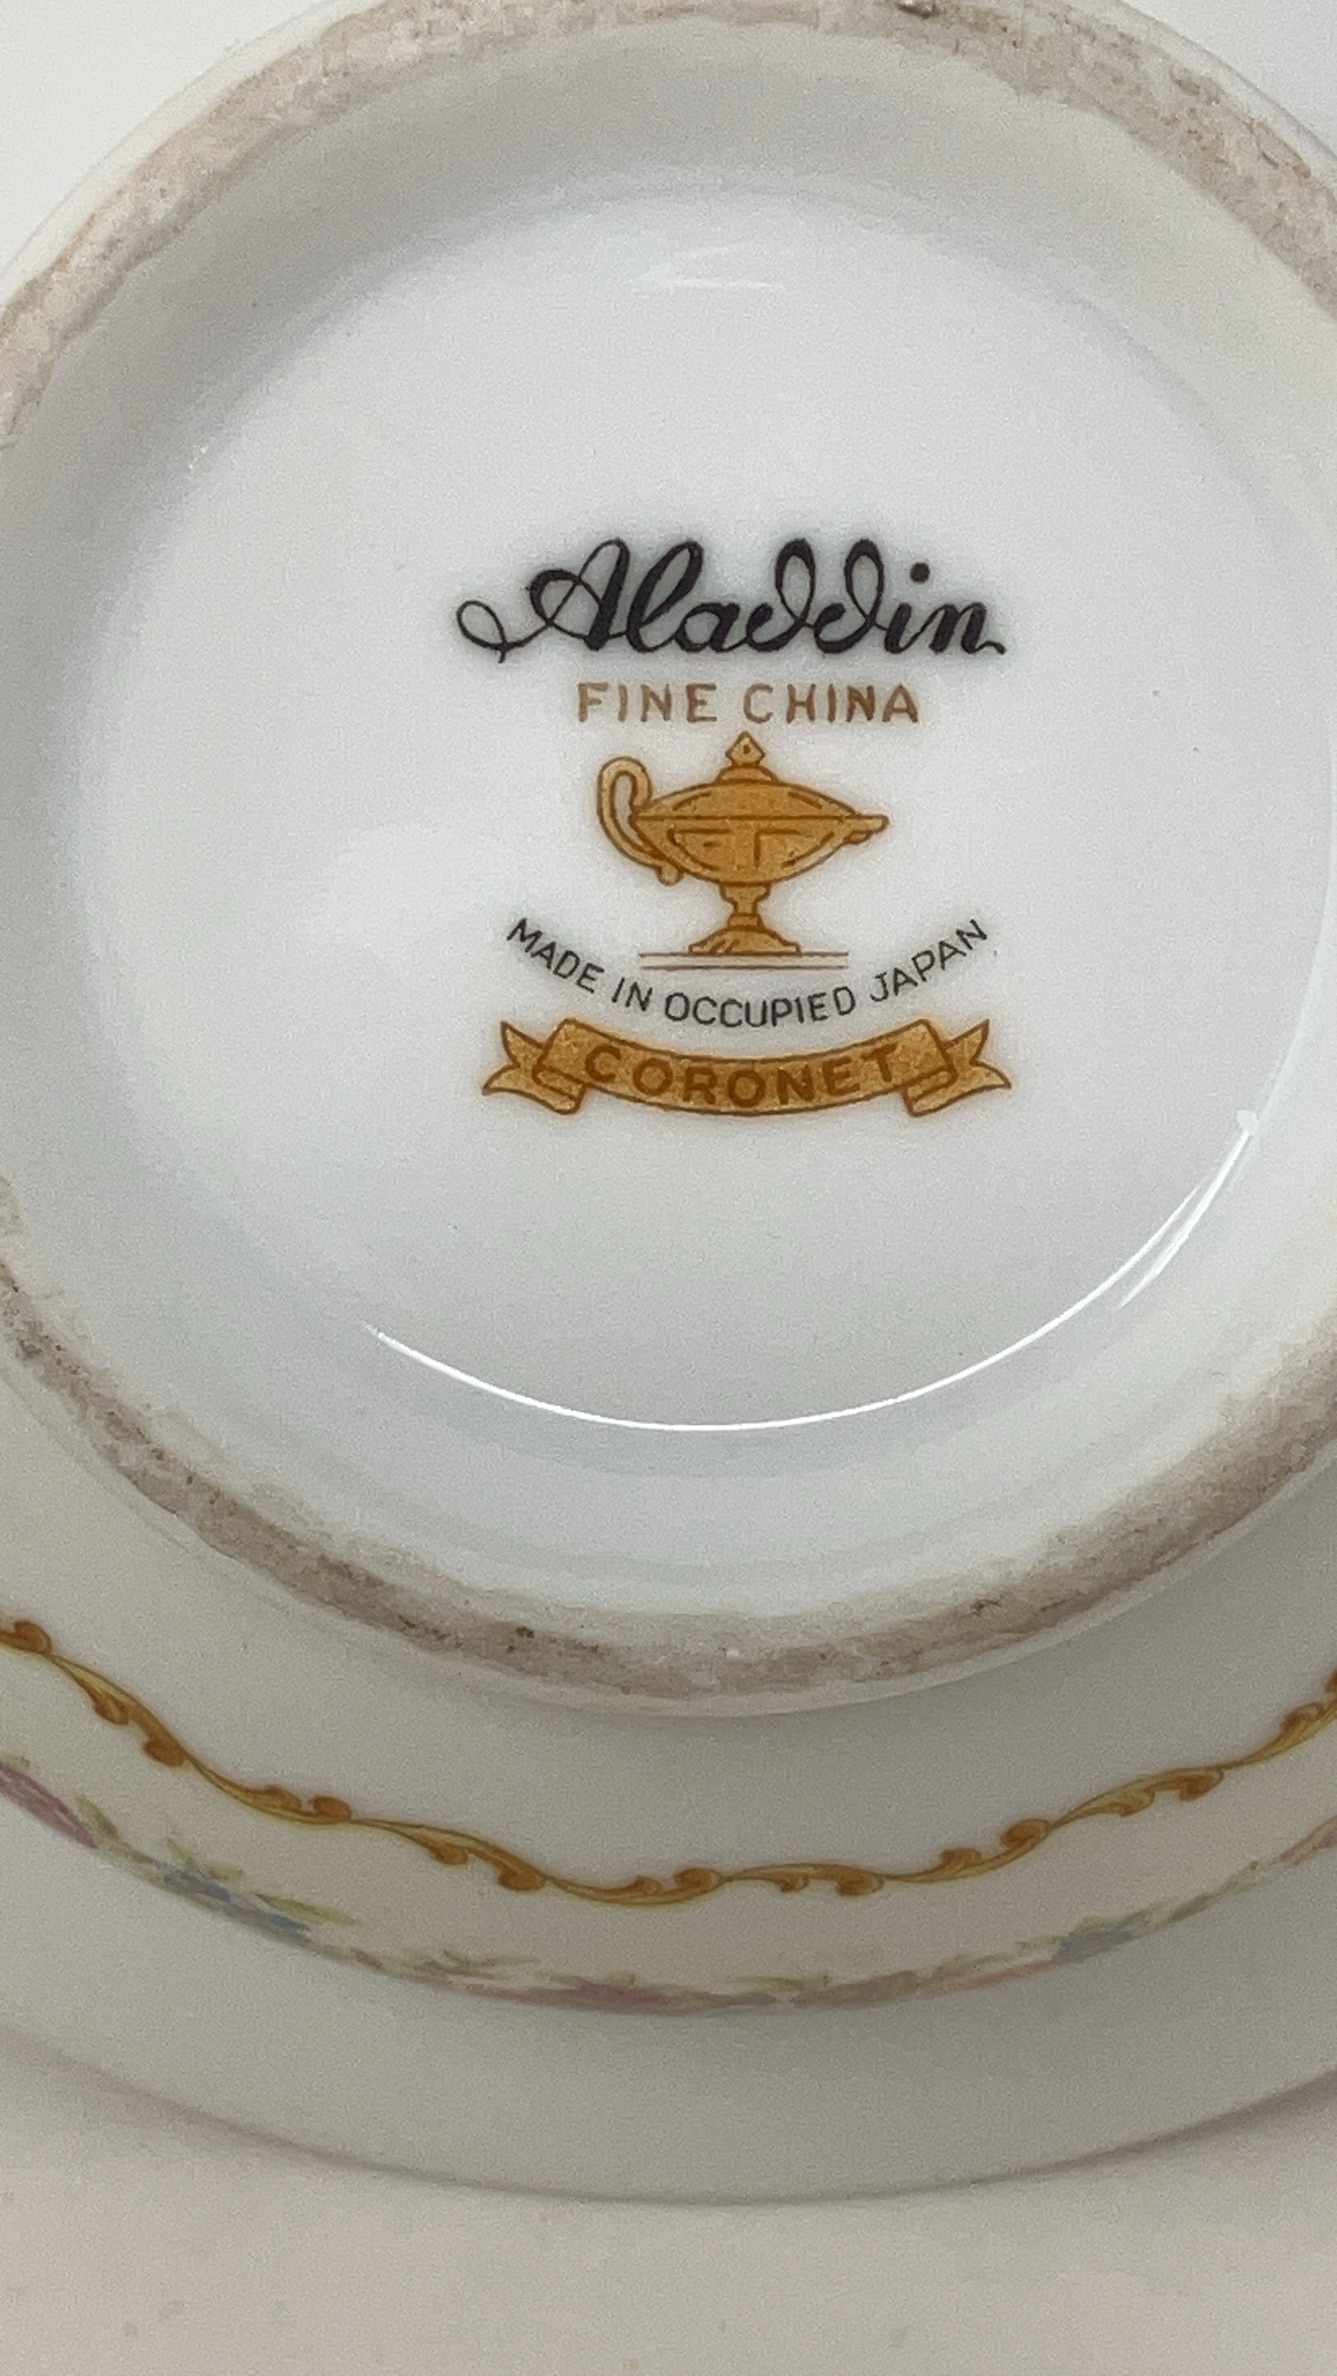 Aladdin
FINE CHINA
MADE IN OCCUPIED JAPAN
CORONET